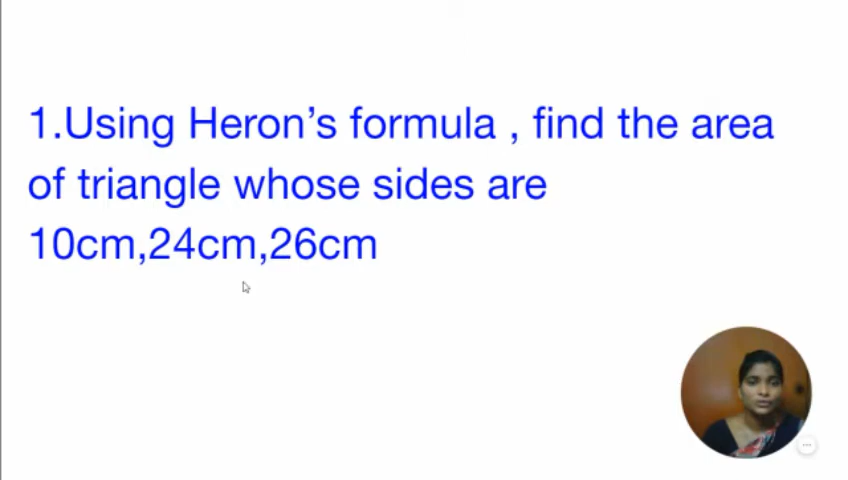 1.Using Heron’s formula , find the area
of triangle whose sides are
10cm,24cm,26cm